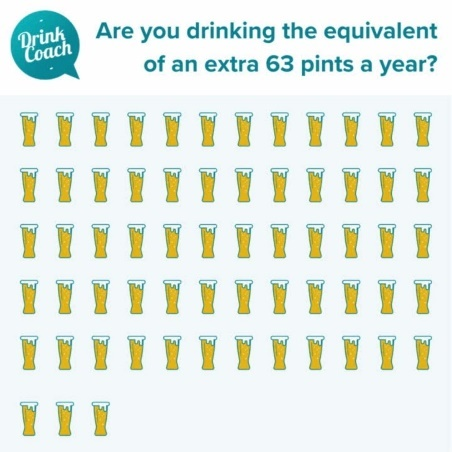 Drink
Coach
Are you drinking the equivalent
of an extra 63 pints a year?